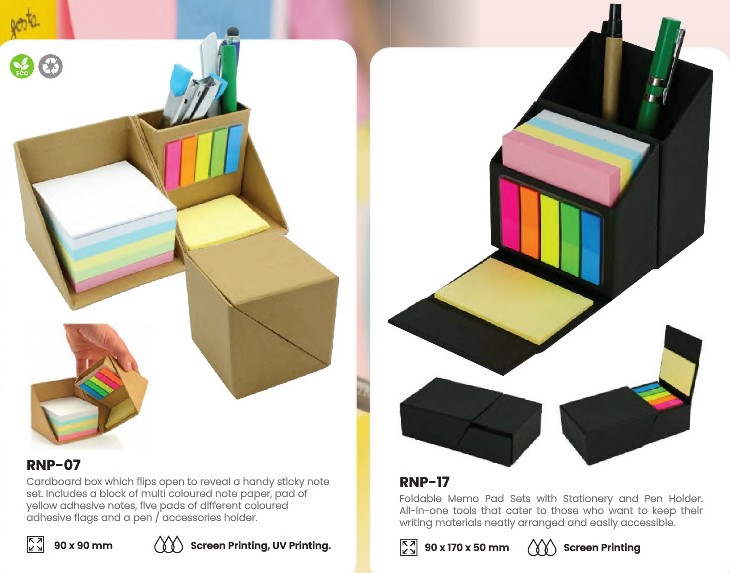 posta
ECO
RNP-07
Cardboard box which flips open to reveal a handy sticky note
set. Includes a block of multi coloured note paper, pad of
yellow adhesive notes, five pads of different coloured
adhesive flags and a pen / accessories holder.
90 x 90 mm
Screen Printing, UV Printing.
RNP-17
Foldable Memo Pad Sets with Stationery and Pen Holder.
All-in-one tools that cater to those who want to keep their
writing materials neatly arranged and easily accessible.
90 x 170 x 50 mm
Screen Printing